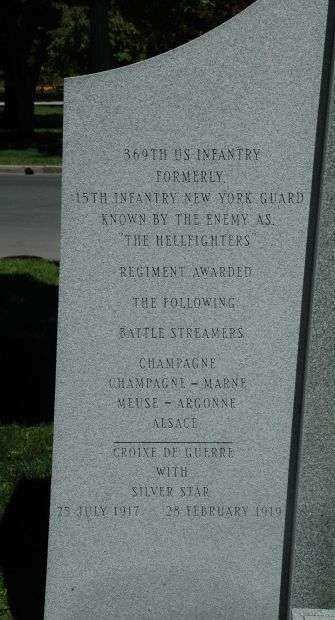 369TH US INFANTRY
FORMERLY
15TH INFANTRY NEW YORK GUARD
KNOWN BY THE ENEMY AS,
"THE HELLFIGHTERS"
REGIMENT AWARDED
THE FOLLOWING
BATTLE STREAMERS
CHAMPAGNE
CHAMPAGNE – MARNE
MEUSE – ARGONNE
ALSACE
CROIXE DE GUERRE
WITH
SILVER STAR
25 JULY 1917 28 FEBRUARY 1919